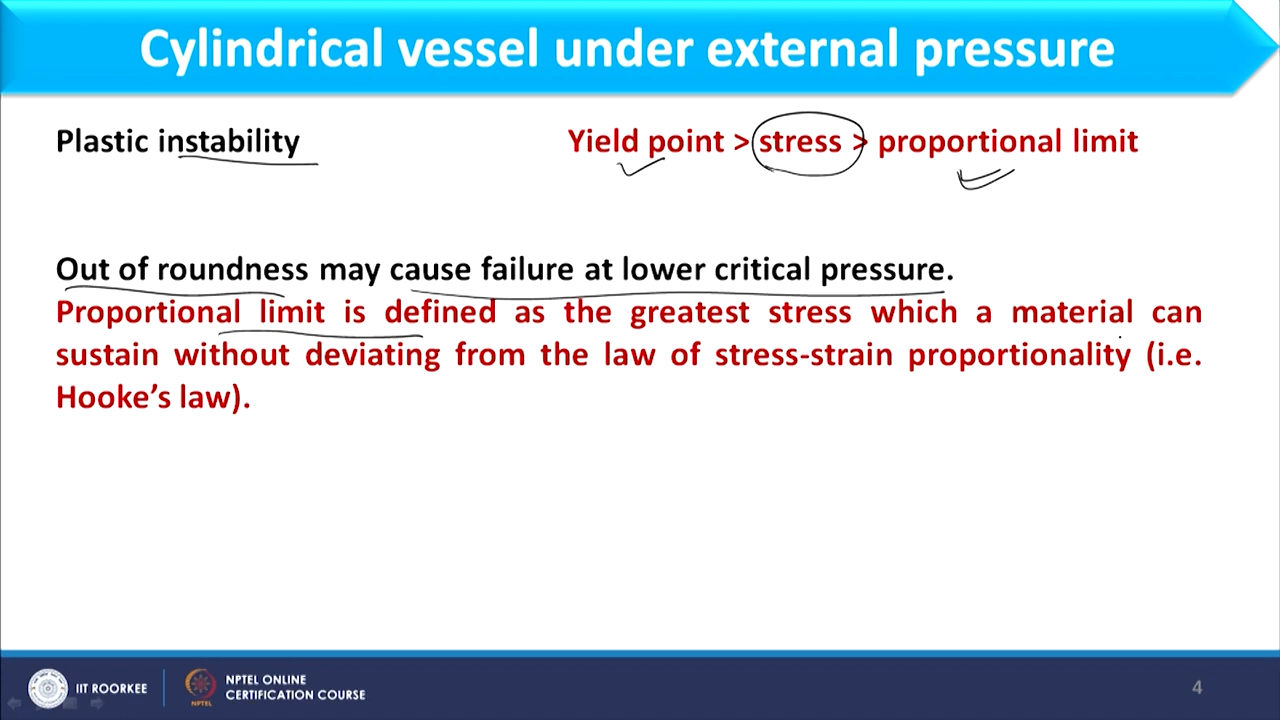 Cylindrical vessel under external pressure
Plastic instability
Yield point > stress > proportional limit
Out of roundness may cause failure at lower critical pressure.
Proportional limit is defined as the greatest stress which a material can
sustain without deviating from the law of stress-strain proportionality (i.e.
Hooke's law).
IIT ROORKEE
NPTEL
NPTEL ONLINE
CERTIFICATION COURSE
4